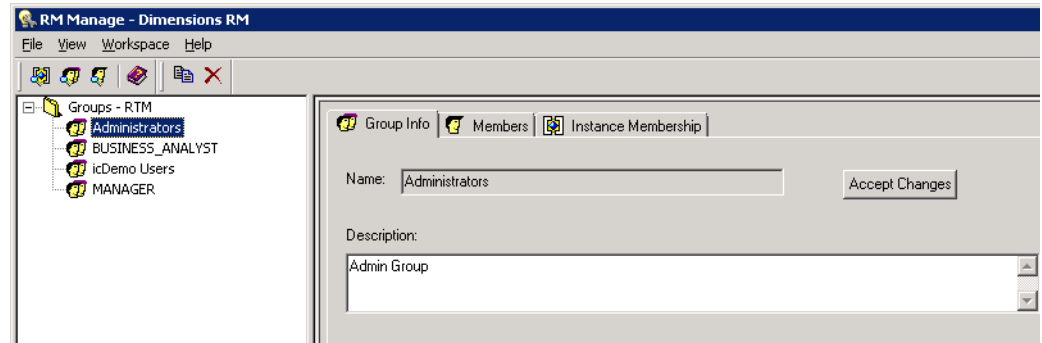 RM Manage - Dimensions RM
File View Workspace Help
Groups - RTM
Administrators
BUSINESS_ANALYST
icDemo Users
MANAGER
Group Info Members Instance Membership
Name: Administrators Accept Changes
Description:
Admin Group